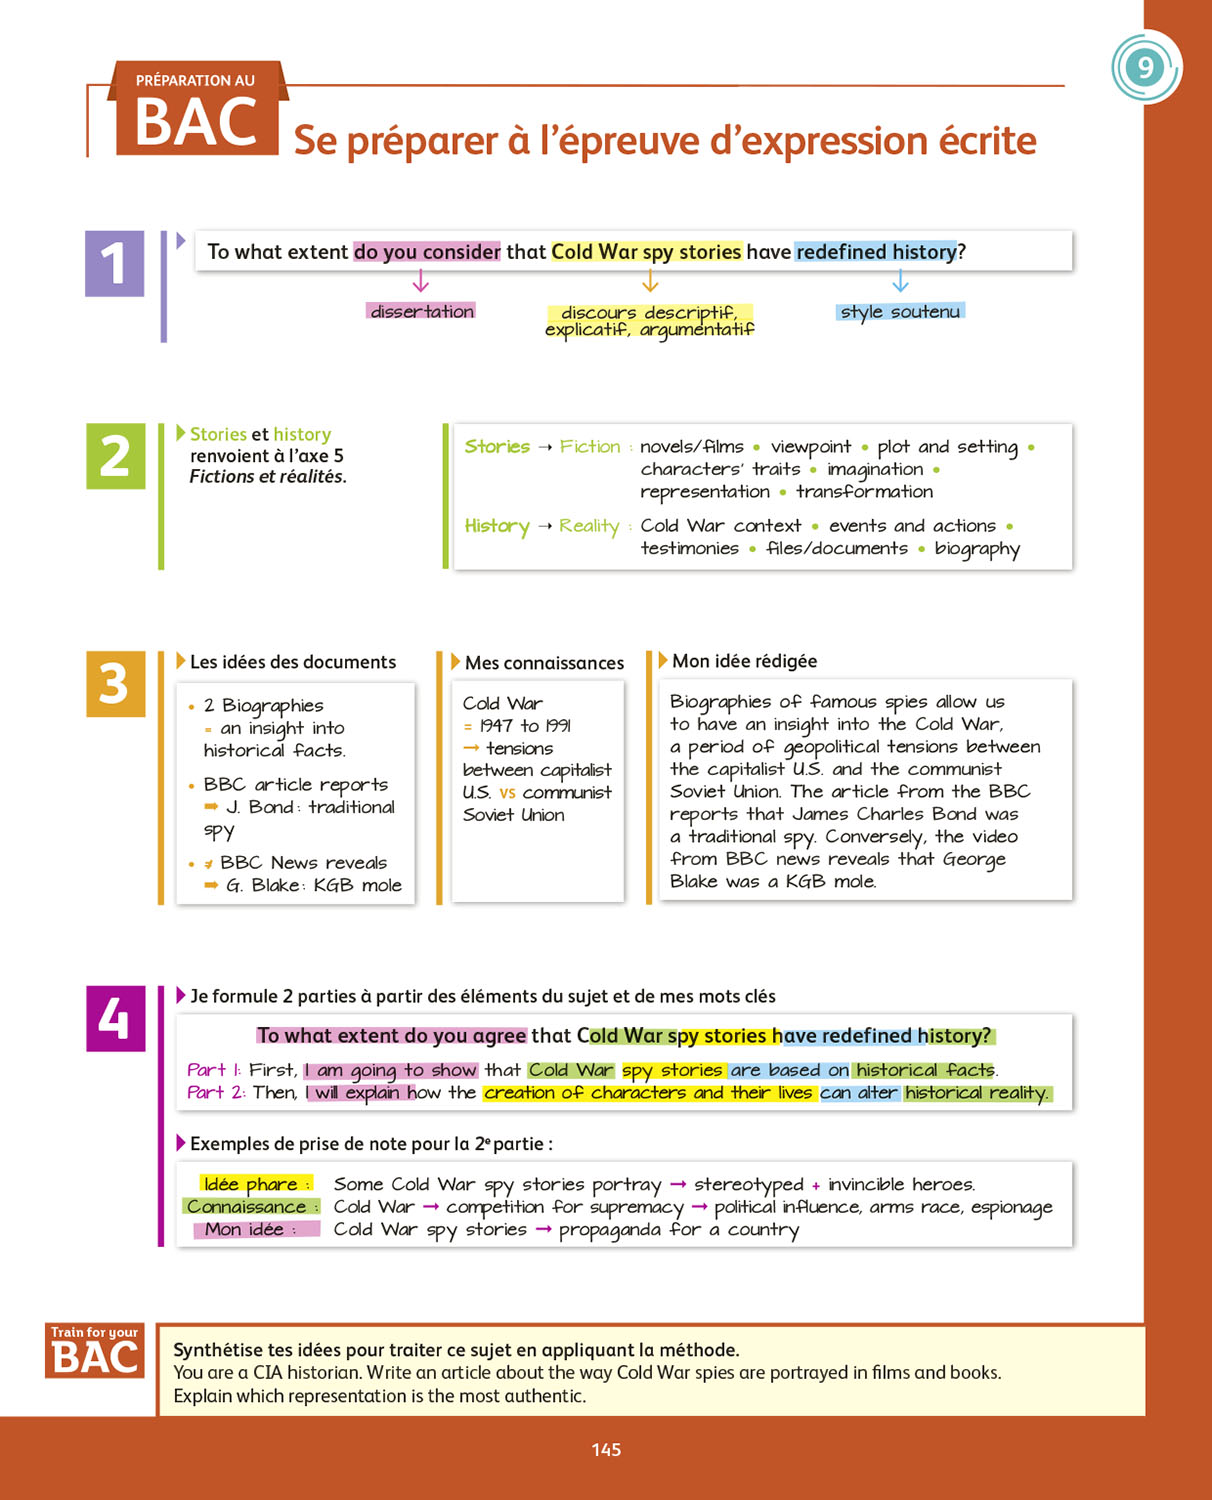 9
PRÉPARATION AU
BAC
Se préparer à l'épreuve d'expression écrite
1
To what extent do you consider that Cold War spy stories have redefined history?
dissertation
discours descriptif,
explicatif, argumentatif
style soutenu
2
Stories et history
renvoient à l'axe 5
Fictions et réalités.
Stories → Fiction : novels/films • viewpoint • plot and setting •
characters' traits • imagination •
representation • transformation
History → Reality : Cold War context • events and actions •
testimonies • files/documents • biography
3
Les idées des documents
• 2 Biographies
= an insight into
historical facts.
• BBC article reports
➡ J. Bond : traditional
spy
• ≠ BBC News reveals
➡ G. Blake : KGB mole
Mes connaissances
Cold War
= 1947 to 1991
→ tensions
between capitalist
U.S. vs communist
Soviet Union
Mon idée rédigée
Biographies of famous spies allow us
to have an insight into the Cold War,
a period of geopolitical tensions between
the capitalist U.S. and the communist
Soviet Union. The article from the BBC
reports that James Charles Bond was
a traditional spy. Conversely, the video
from BBC news reveals that George
Blake was a KGB mole.
4
Je formule 2 parties à partir des éléments du sujet et de mes mots clés
To what extent do you agree that Cold War spy stories have redefined history?
Part 1: First, I am going to show that Cold War spy stories are based on historical facts.
Part 2: Then, I will explain how the creation of characters and their lives can alter historical reality.
Exemples de prise de note pour la 2e partie :
Idée phare : Some Cold War spy stories portray → stereotyped + invincible heroes.
Connaissance : Cold War → competition for supremacy → political influence, arms race, espionage
Mon idée : Cold War spy stories → propaganda for a country
Train for your
BAC
Synthétise tes idées pour traiter ce sujet en appliquant la méthode.
You are a CIA historian. Write an article about the way Cold War spies are portrayed in films and books.
Explain which representation is the most authentic.
145